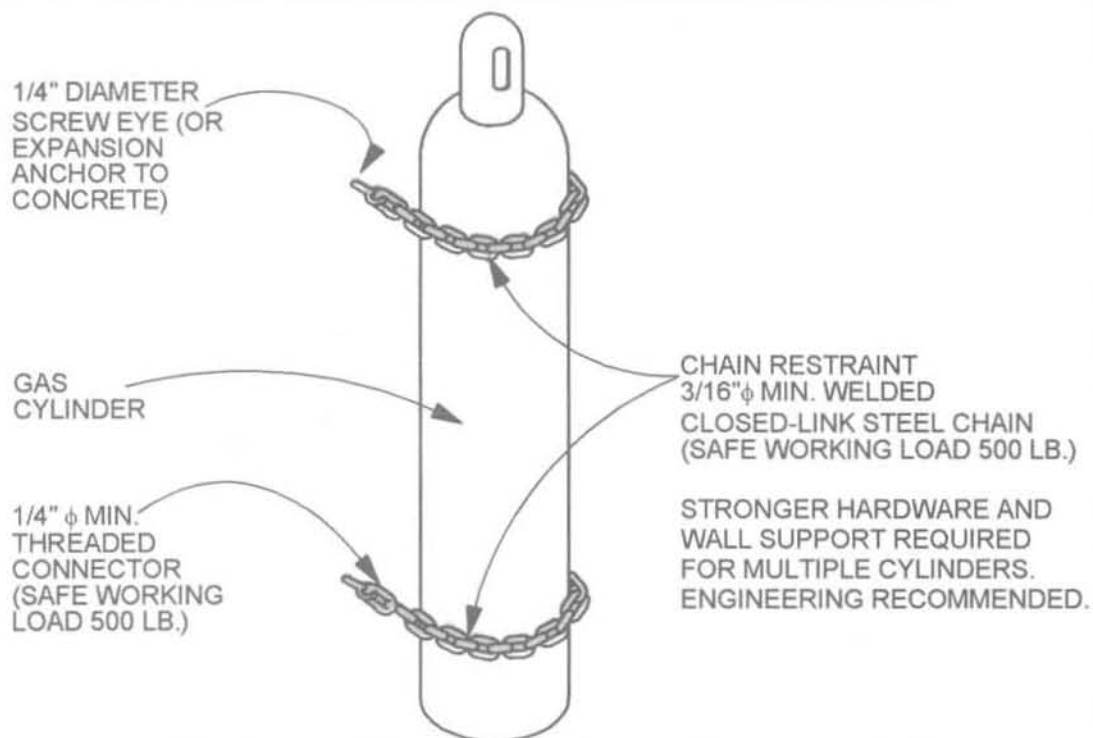 1/4" DIAMETER
SCREW EYE (OR
EXPANSION
ANCHOR TO
CONCRETE)
GAS
CYLINDER
1/4" ϕ MIN.
THREADED
CONNECTOR
(SAFE WORKING
LOAD 500 LB.)
CHAIN RESTRAINT
3/16"ϕ MIN. WELDED
CLOSED-LINK STEEL CHAIN
(SAFE WORKING LOAD 500 LB.)
STRONGER HARDWARE AND
WALL SUPPORT REQUIRED
FOR MULTIPLE CYLINDERS.
ENGINEERING RECOMMENDED.